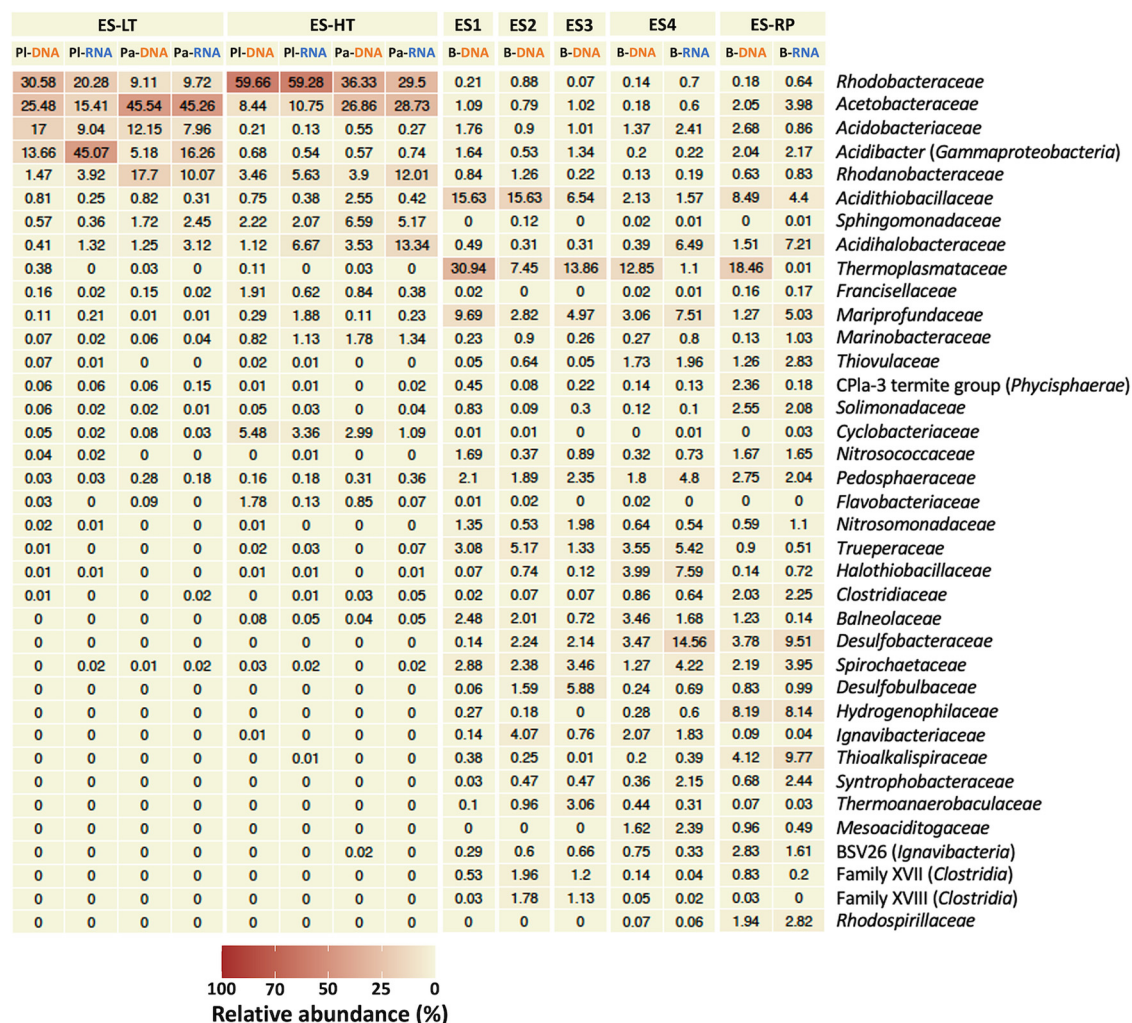 ES-LT ES-HT ES1 ES2 ES3 ES4 ES-RP
Pl-DNA Pl-RNA Pa-DNA Pa-RNA Pl-DNA Pl-RNA Pa-DNA Pa-RNA B-DNA B-DNA B-DNA B-DNA B-RNA B-DNA B-RNA
30.58 20.28 9.11 9.72 59.66 59.28 36.33 29.5 0.21 0.88 0.07 0.14 0.7 0.18 0.64 Rhodobacteraceae
25.48 15.41 45.54 45.26 8.44 10.75 26.86 28.73 1.09 0.79 1.02 0.18 0.6 2.05 3.98 Acetobacteraceae
17 9.04 12.15 7.96 0.21 0.13 0.55 0.27 1.76 0.9 1.01 1.37 2.41 2.68 0.86 Acidobacteriaceae
13.66 45.07 5.18 16.26 0.68 0.54 0.57 0.74 1.64 0.53 1.34 0.2 0.22 2.04 2.17 Acidibacter (Gammaproteobacteria)
1.47 3.92 17.7 10.07 3.46 5.63 3.9 12.01 0.84 1.26 0.22 0.13 0.19 0.63 0.83 Rhodanobacteraceae
0.81 0.25 0.82 0.31 0.75 0.38 2.55 0.42 15.63 15.63 6.54 2.13 1.57 8.49 4.4 Acidithiobacillaceae
0.57 0.36 1.72 2.45 2.22 2.07 6.59 5.17 0 0.12 0 0.02 0.01 0 0.01 Sphingomonadaceae
0.41 1.32 1.25 3.12 1.12 6.67 3.53 13.34 0.49 0.31 0.31 0.39 6.49 1.51 7.21 Acidihalobacteraceae
0.38 0 0.03 0 0.11 0 0.03 0 30.94 7.45 13.86 12.85 1.1 18.46 0.01 Thermoplasmataceae
0.16 0.02 0.15 0.02 1.91 0.62 0.84 0.38 0.02 0 0 0.02 0.01 0.16 0.17 Francisellaceae
0.11 0.21 0.01 0.01 0.29 1.88 0.11 0.23 9.69 2.82 4.97 3.06 7.51 1.27 5.03 Mariprofundaceae
0.07 0.02 0.06 0.04 0.82 1.13 1.78 1.34 0.23 0.9 0.26 0.27 0.8 0.13 1.03 Marinobacteraceae
0.07 0.01 0 0 0.02 0.01 0 0 0.05 0.64 0.05 1.73 1.96 1.26 2.83 Thiovulaceae
0.06 0.06 0.06 0.15 0.01 0.01 0 0.02 0.45 0.08 0.22 0.14 0.13 2.36 0.18 CPla-3 termite group (Phycisphaerae)
0.06 0.02 0.02 0.01 0.05 0.03 0 0.04 0.83 0.09 0.3 0.12 0.1 2.55 2.08 Solimonadaceae
0.05 0.02 0.08 0.03 5.48 3.36 2.99 1.09 0.01 0.01 0 0 0.01 0 0.03 Cyclobacteriaceae
0.04 0.02 0 0 0 0.01 0 0 1.69 0.37 0.89 0.32 0.73 1.67 1.65 Nitrosococcaceae
0.03 0.03 0.28 0.18 0.16 0.18 0.31 0.36 2.1 1.89 2.35 1.8 4.8 2.75 2.04 Pedosphaeraceae
0.03 0 0.09 0 1.78 0.13 0.85 0.07 0.01 0.02 0 0.02 0 0 0 Flavobacteriaceae
0.02 0.01 0 0 0.01 0 0 0 1.35 0.53 1.98 0.64 0.54 0.59 1.1 Nitrosomonadaceae
0.01 0 0 0 0.02 0.03 0 0.07 3.08 5.17 1.33 3.55 5.42 0.9 0.51 Trueperaceae
0.01 0.01 0 0 0.01 0.01 0 0.01 0.07 0.74 0.12 3.99 7.59 0.14 0.72 Halothiobacillaceae
0.01 0 0 0.02 0 0.01 0.03 0.05 0.02 0.07 0.07 0.86 0.64 2.03 2.25 Clostridiaceae
0 0 0 0 0.08 0.05 0.04 0.05 2.48 2.01 0.72 3.46 1.68 1.23 0.14 Balneolaceae
0 0 0 0 0 0 0 0 0.14 2.24 2.14 3.47 14.56 3.78 9.51 Desulfobacteraceae
0 0.02 0.01 0.02 0.03 0.02 0 0.02 2.88 2.38 3.46 1.27 4.22 2.19 3.95 Spirochaetaceae
0 0 0 0 0 0 0 0 0.06 1.59 5.88 0.24 0.69 0.83 0.99 Desulfobulbaceae
0 0 0 0 0 0 0 0 0.27 0.18 0 0.28 0.6 8.19 8.14 Hydrogenophilaceae
0 0 0 0 0.01 0 0 0 0.14 4.07 0.76 2.07 1.83 0.09 0.04 Ignavibacteriaceae
0 0 0 0 0 0.01 0 0 0.38 0.25 0.01 0.2 0.39 4.12 9.77 Thioalkalispiraceae
0 0 0 0 0 0 0 0 0.03 0.47 0.47 0.36 2.15 0.68 2.44 Syntrophobacteraceae
0 0 0 0 0 0 0 0 0.1 0.96 3.06 0.44 0.31 0.07 0.03 Thermoanaerobaculaceae
0 0 0 0 0 0 0 0 0 0 0 1.62 2.39 0.96 0.49 Mesoaciditogaceae
0 0 0 0 0 0 0.02 0 0.29 0.6 0.66 0.75 0.33 2.83 1.61 BSV26 (Ignavibacteria)
0 0 0 0 0 0 0 0 0.53 1.96 1.2 0.14 0.04 0.83 0.2 Family XVII (Clostridia)
0 0 0 0 0 0 0 0 0.03 1.78 1.13 0.05 0.02 0.03 0 Family XVIII (Clostridia)
0 0 0 0 0 0 0 0 0 0 0 0.07 0.06 1.94 2.82 Rhodospirillaceae
100 70 50 25 0
Relative abundance (%)